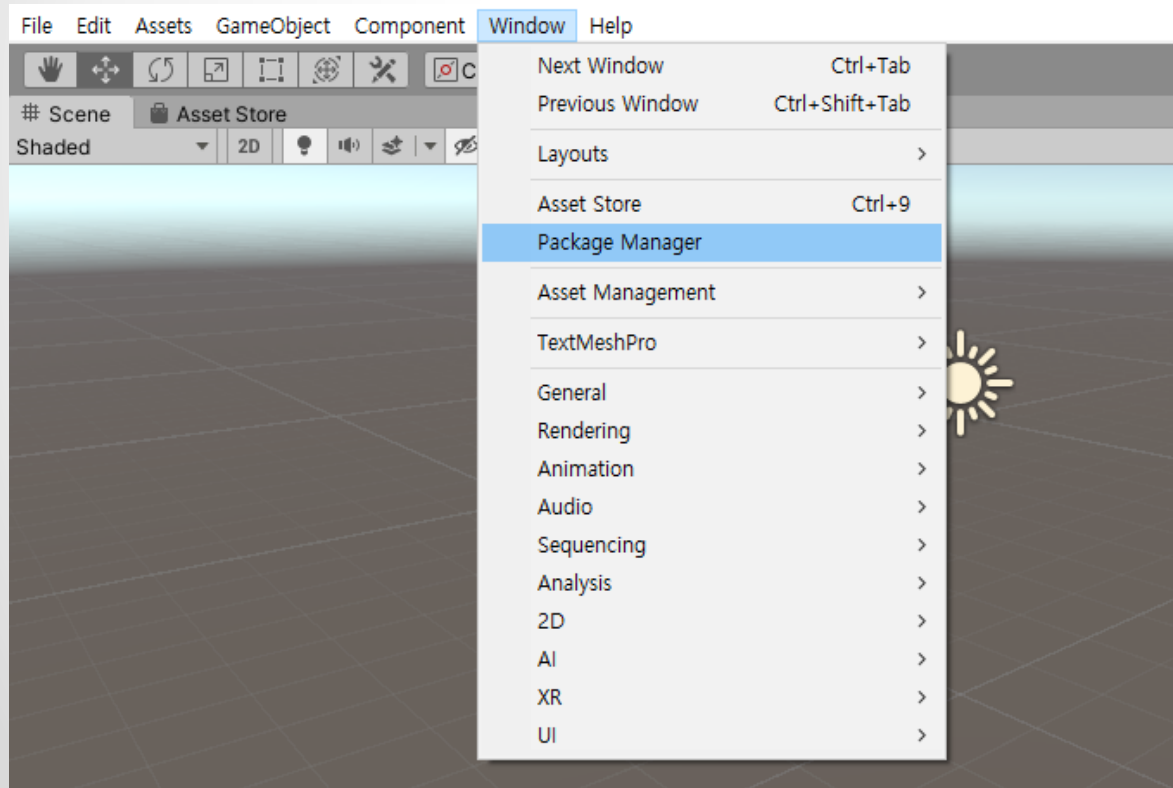 File Edit Assets GameObject Component Window Help
C
# Scene Asset Store
Shaded 2D
Next Window Ctrl+Tab
Previous Window Ctrl+Shift+Tab
Layouts >
Asset Store Ctrl+9
Package Manager
Asset Management >
TextMeshPro >
General >
Rendering >
Animation >
Audio >
Sequencing >
Analysis >
2D >
AI >
XR >
UI >